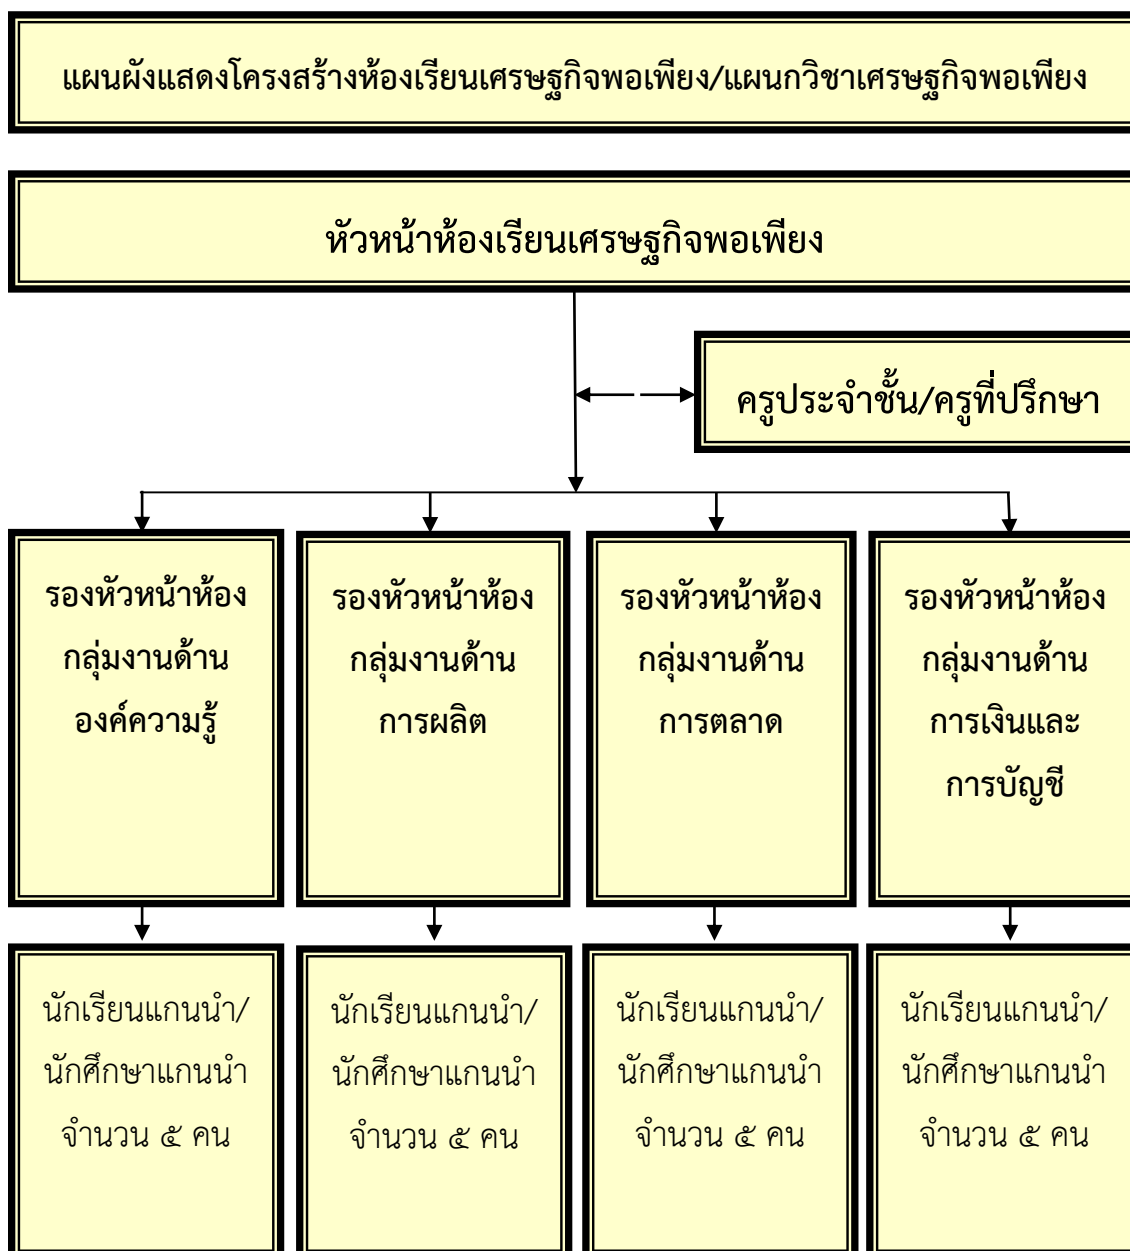 แผนผังแสดงโครงสร้างห้องเรียนเศรษฐกิจพอเพียง/แผนกวิชาเศรษฐกิจพอเพียง
หัวหน้าห้องเรียนเศรษฐกิจพอเพียง
ครูประจำชั้น/ครูที่ปรึกษา
รองหัวหน้าห้อง
กลุ่มงานด้าน
องค์ความรู้
รองหัวหน้าห้อง
กลุ่มงานด้าน
การผลิต
รองหัวหน้าห้อง
กลุ่มงานด้าน
การตลาด
รองหัวหน้าห้อง
กลุ่มงานด้าน
การเงินและ
การบัญชี
นักเรียนแกนนำ/
นักศึกษาแกนนำ
จำนวน ๕ คน
นักเรียนแกนนำ/
นักศึกษาแกนนำ
จำนวน ๕ คน
นักเรียนแกนนำ/
นักศึกษาแกนนำ
จำนวน ๕ คน
นักเรียนแกนนำ/
นักศึกษาแกนนำ
จำนวน ๕ คน